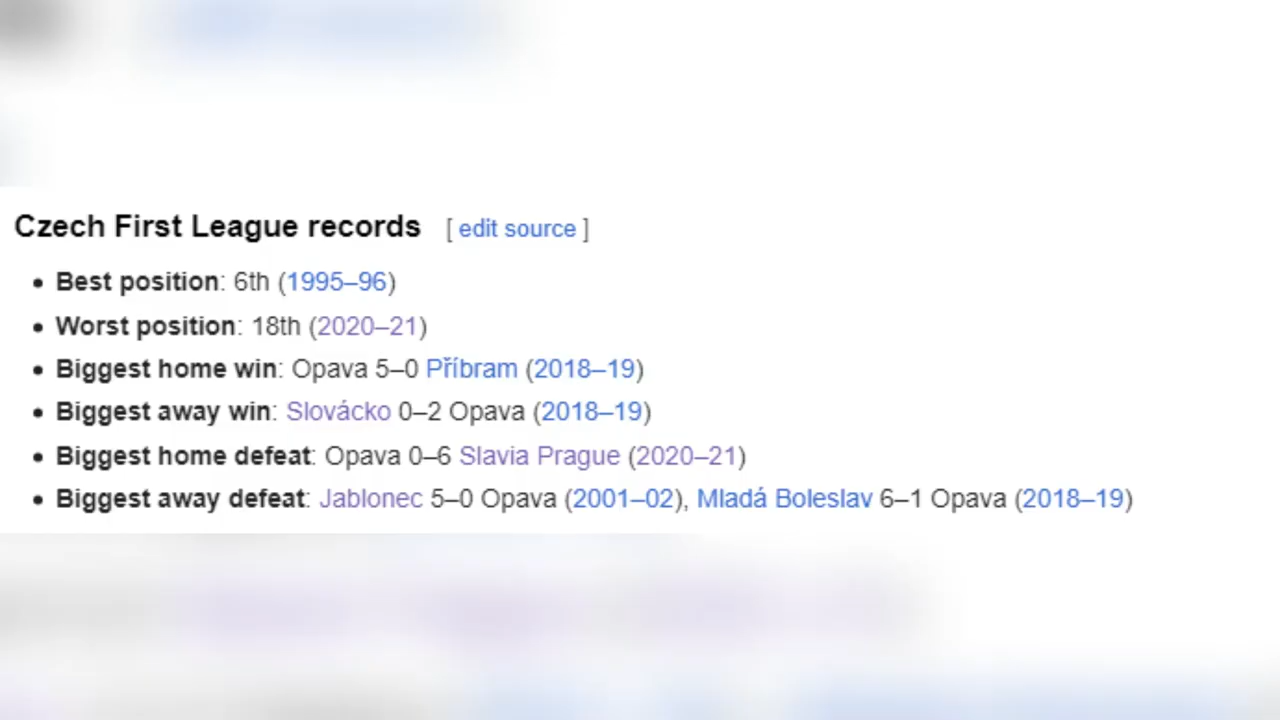 Czech First League records [ edit source ]
• Best position: 6th (1995–96)
• Worst position: 18th (2020–21)
• Biggest home win: Opava 5–0 Příbram (2018–19)
• Biggest away win: Slovácko 0–2 Opava (2018–19)
• Biggest home defeat: Opava 0–6 Slavia Prague (2020–21)
• Biggest away defeat: Jablonec 5–0 Opava (2001–02), Mladá Boleslav 6–1 Opava (2018–19)